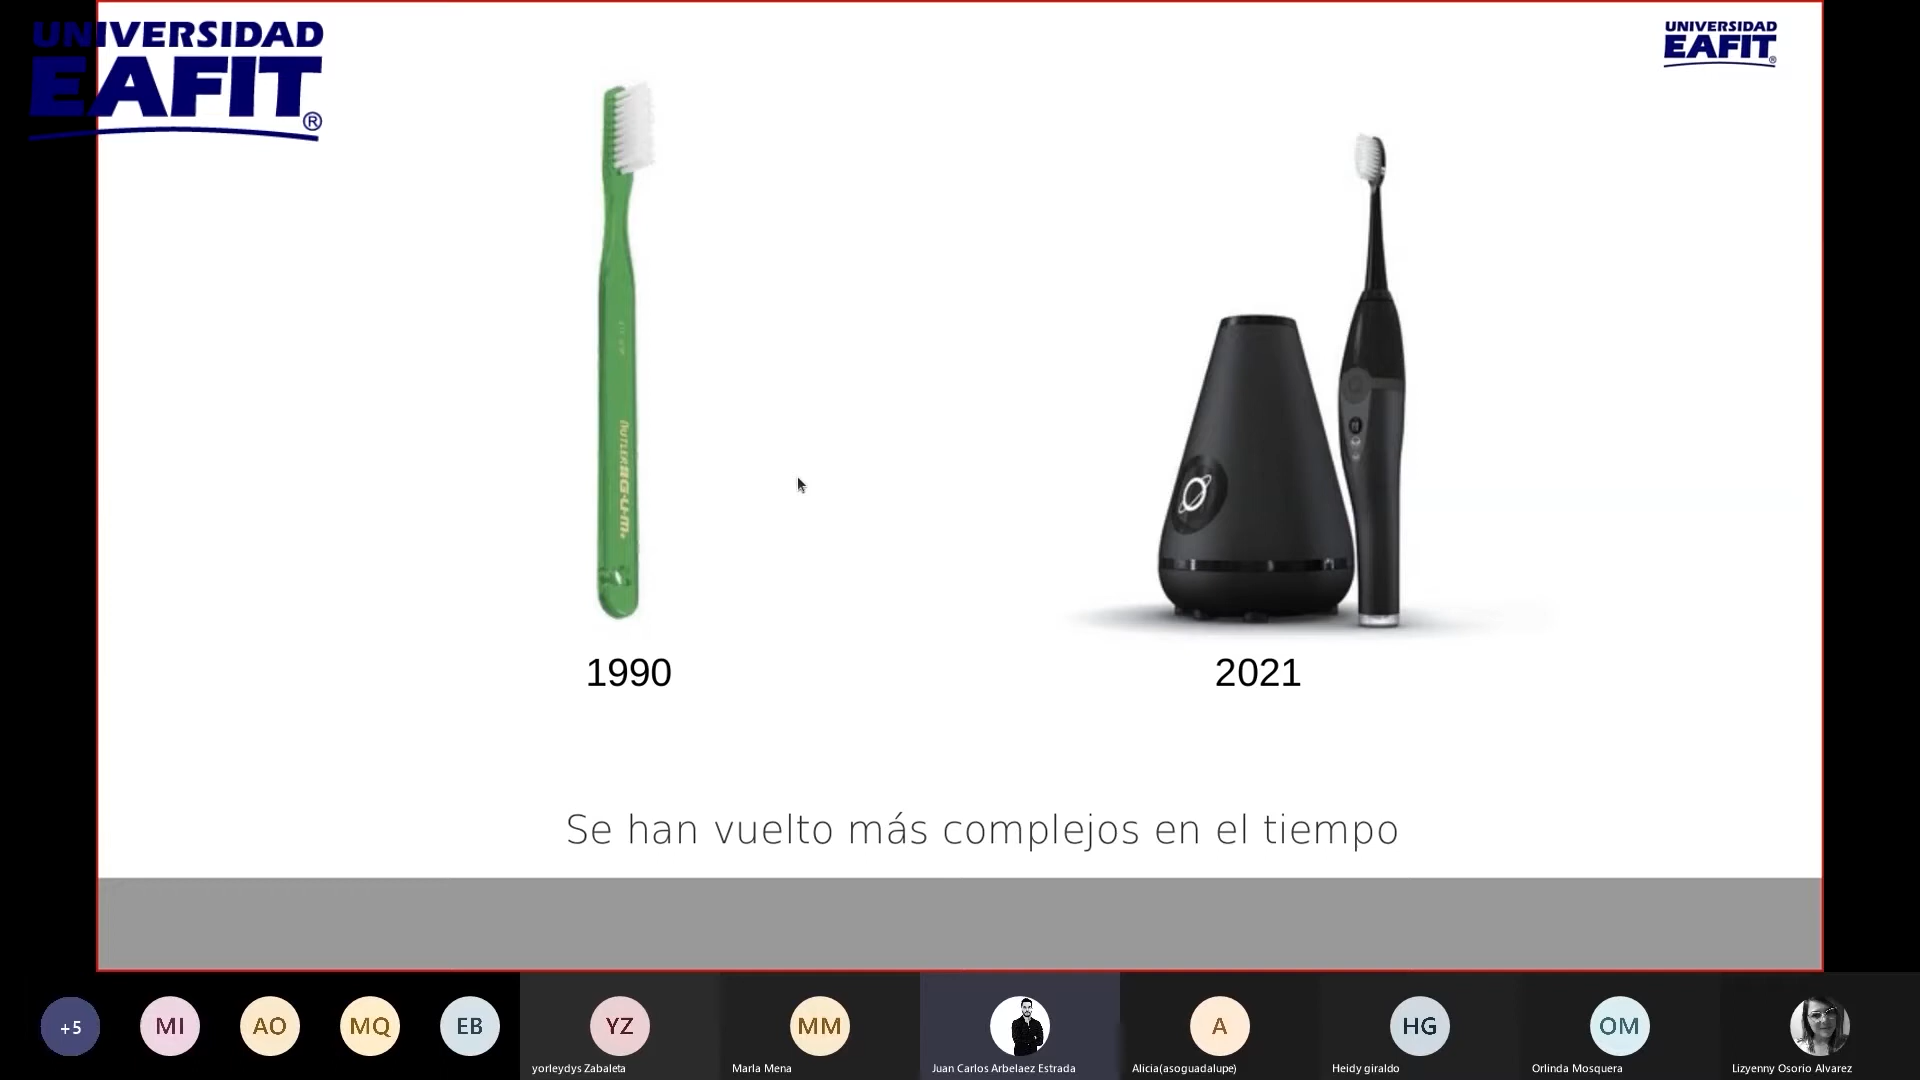 UNIVERSIDAD
EAFIT®
UNIVERSIDAD
EAFIT®
BUTLER G·U·M.
1990
2021
Se han vuelto más complejos en el tiempo
+5
MI
AO
MQ
EB
YZ
MM
A
HG
OM
yorleydys Zabaleta
Marla Mena
Juan Carlos Arbelaez Estrada
Alicia(asoguadalupe)
Heidy giraldo
Orlinda Mosquera
Lizyenny Osorio Alvarez